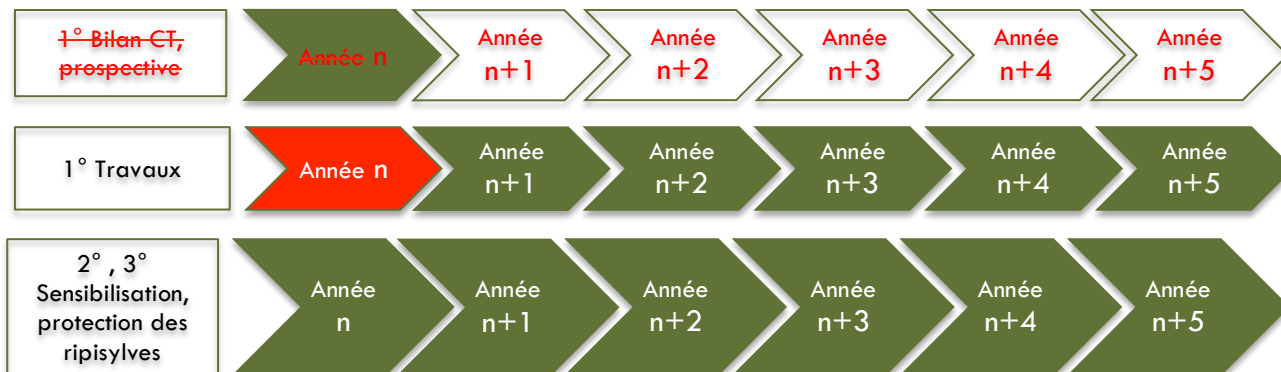 1° Bilan CT,
prospective
Année n
Année
n+1
Année
n+2
Année
n+3
Année
n+4
Année
n+5
1° Travaux
Année n
Année
n+1
Année
n+2
Année
n+3
Année
n+4
Année
n+5
2° , 3°
Sensibilisation,
protection des
ripisylves
Année
n
Année
n+1
Année
n+2
Année
n+3
Année
n+4
Année
n+5